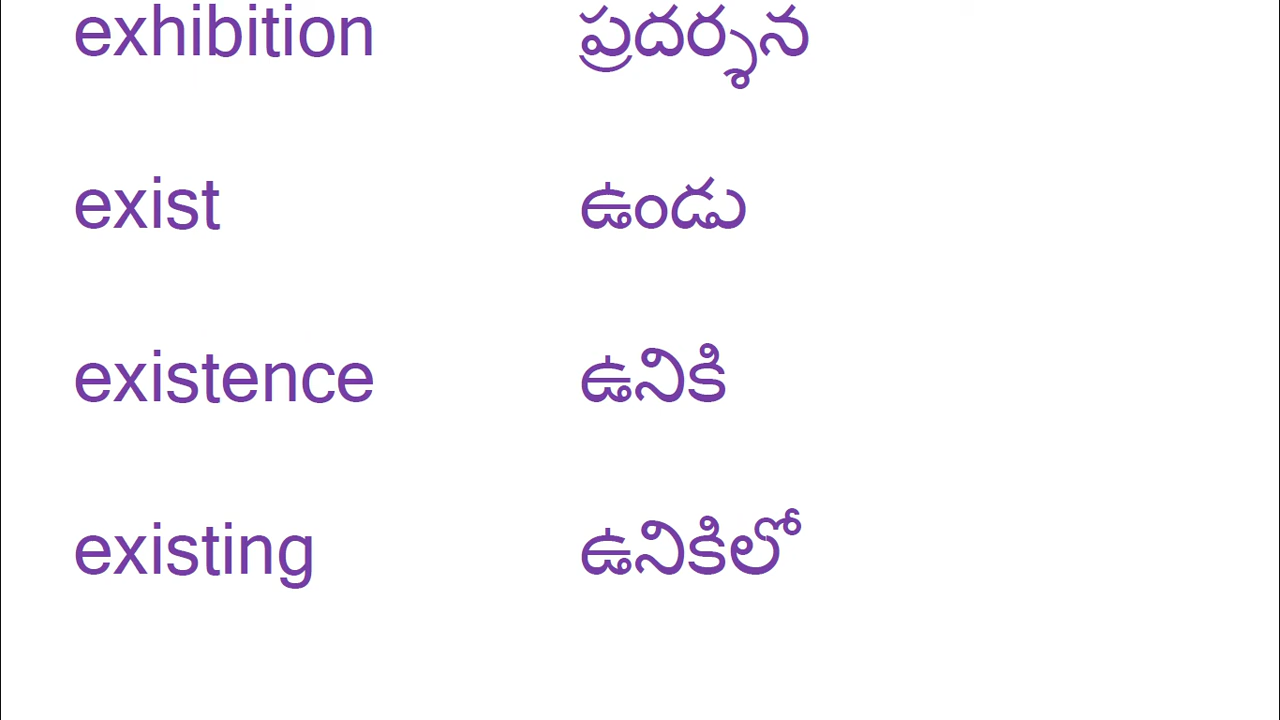 exhibition ప్రదర్శన
exist ఉండు
existence ఉనికి
existing ఉనికిలో